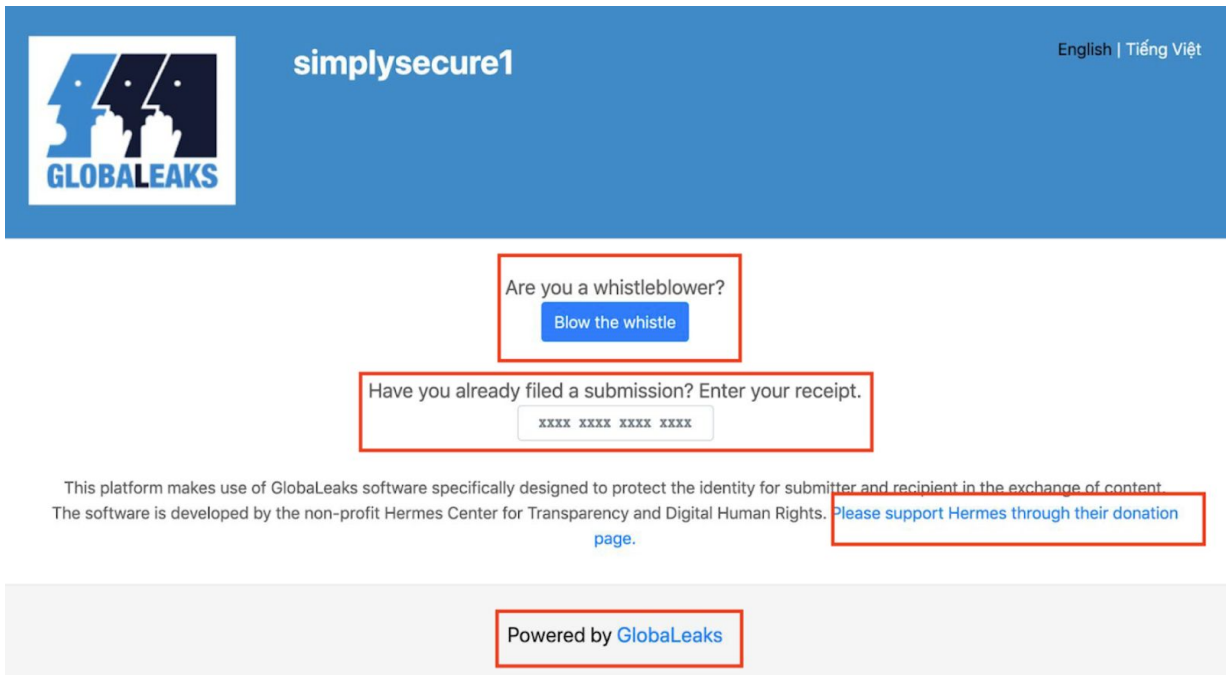 GLOBALEAKS
simplysecure1
English | Tiếng Việt
Are you a whistleblower?
Blow the whistle
Have you already filed a submission? Enter your receipt.
xxxx xxxx xxxx xxxx
This platform makes use of GlobaLeaks software specifically designed to protect the identity for submitter and recipient in the exchange of content.
The software is developed by the non-profit Hermes Center for Transparency and Digital Human Rights. Please support Hermes through their donation
page.
Powered by GlobaLeaks